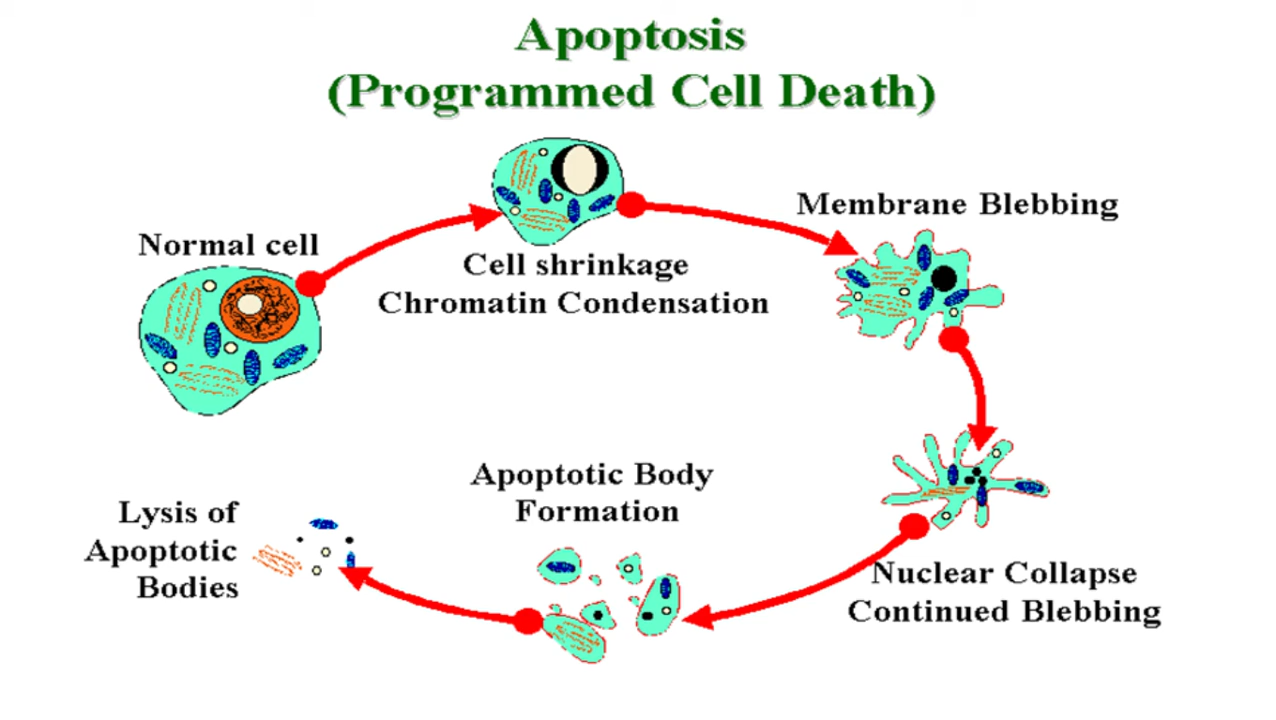 Apoptosis
(Programmed Cell Death)
Normal cell
Cell shrinkage
Chromatin Condensation
Membrane Blebbing
Nuclear Collapse
Continued Blebbing
Apoptotic Body
Formation
Lysis of
Apoptotic
Bodies